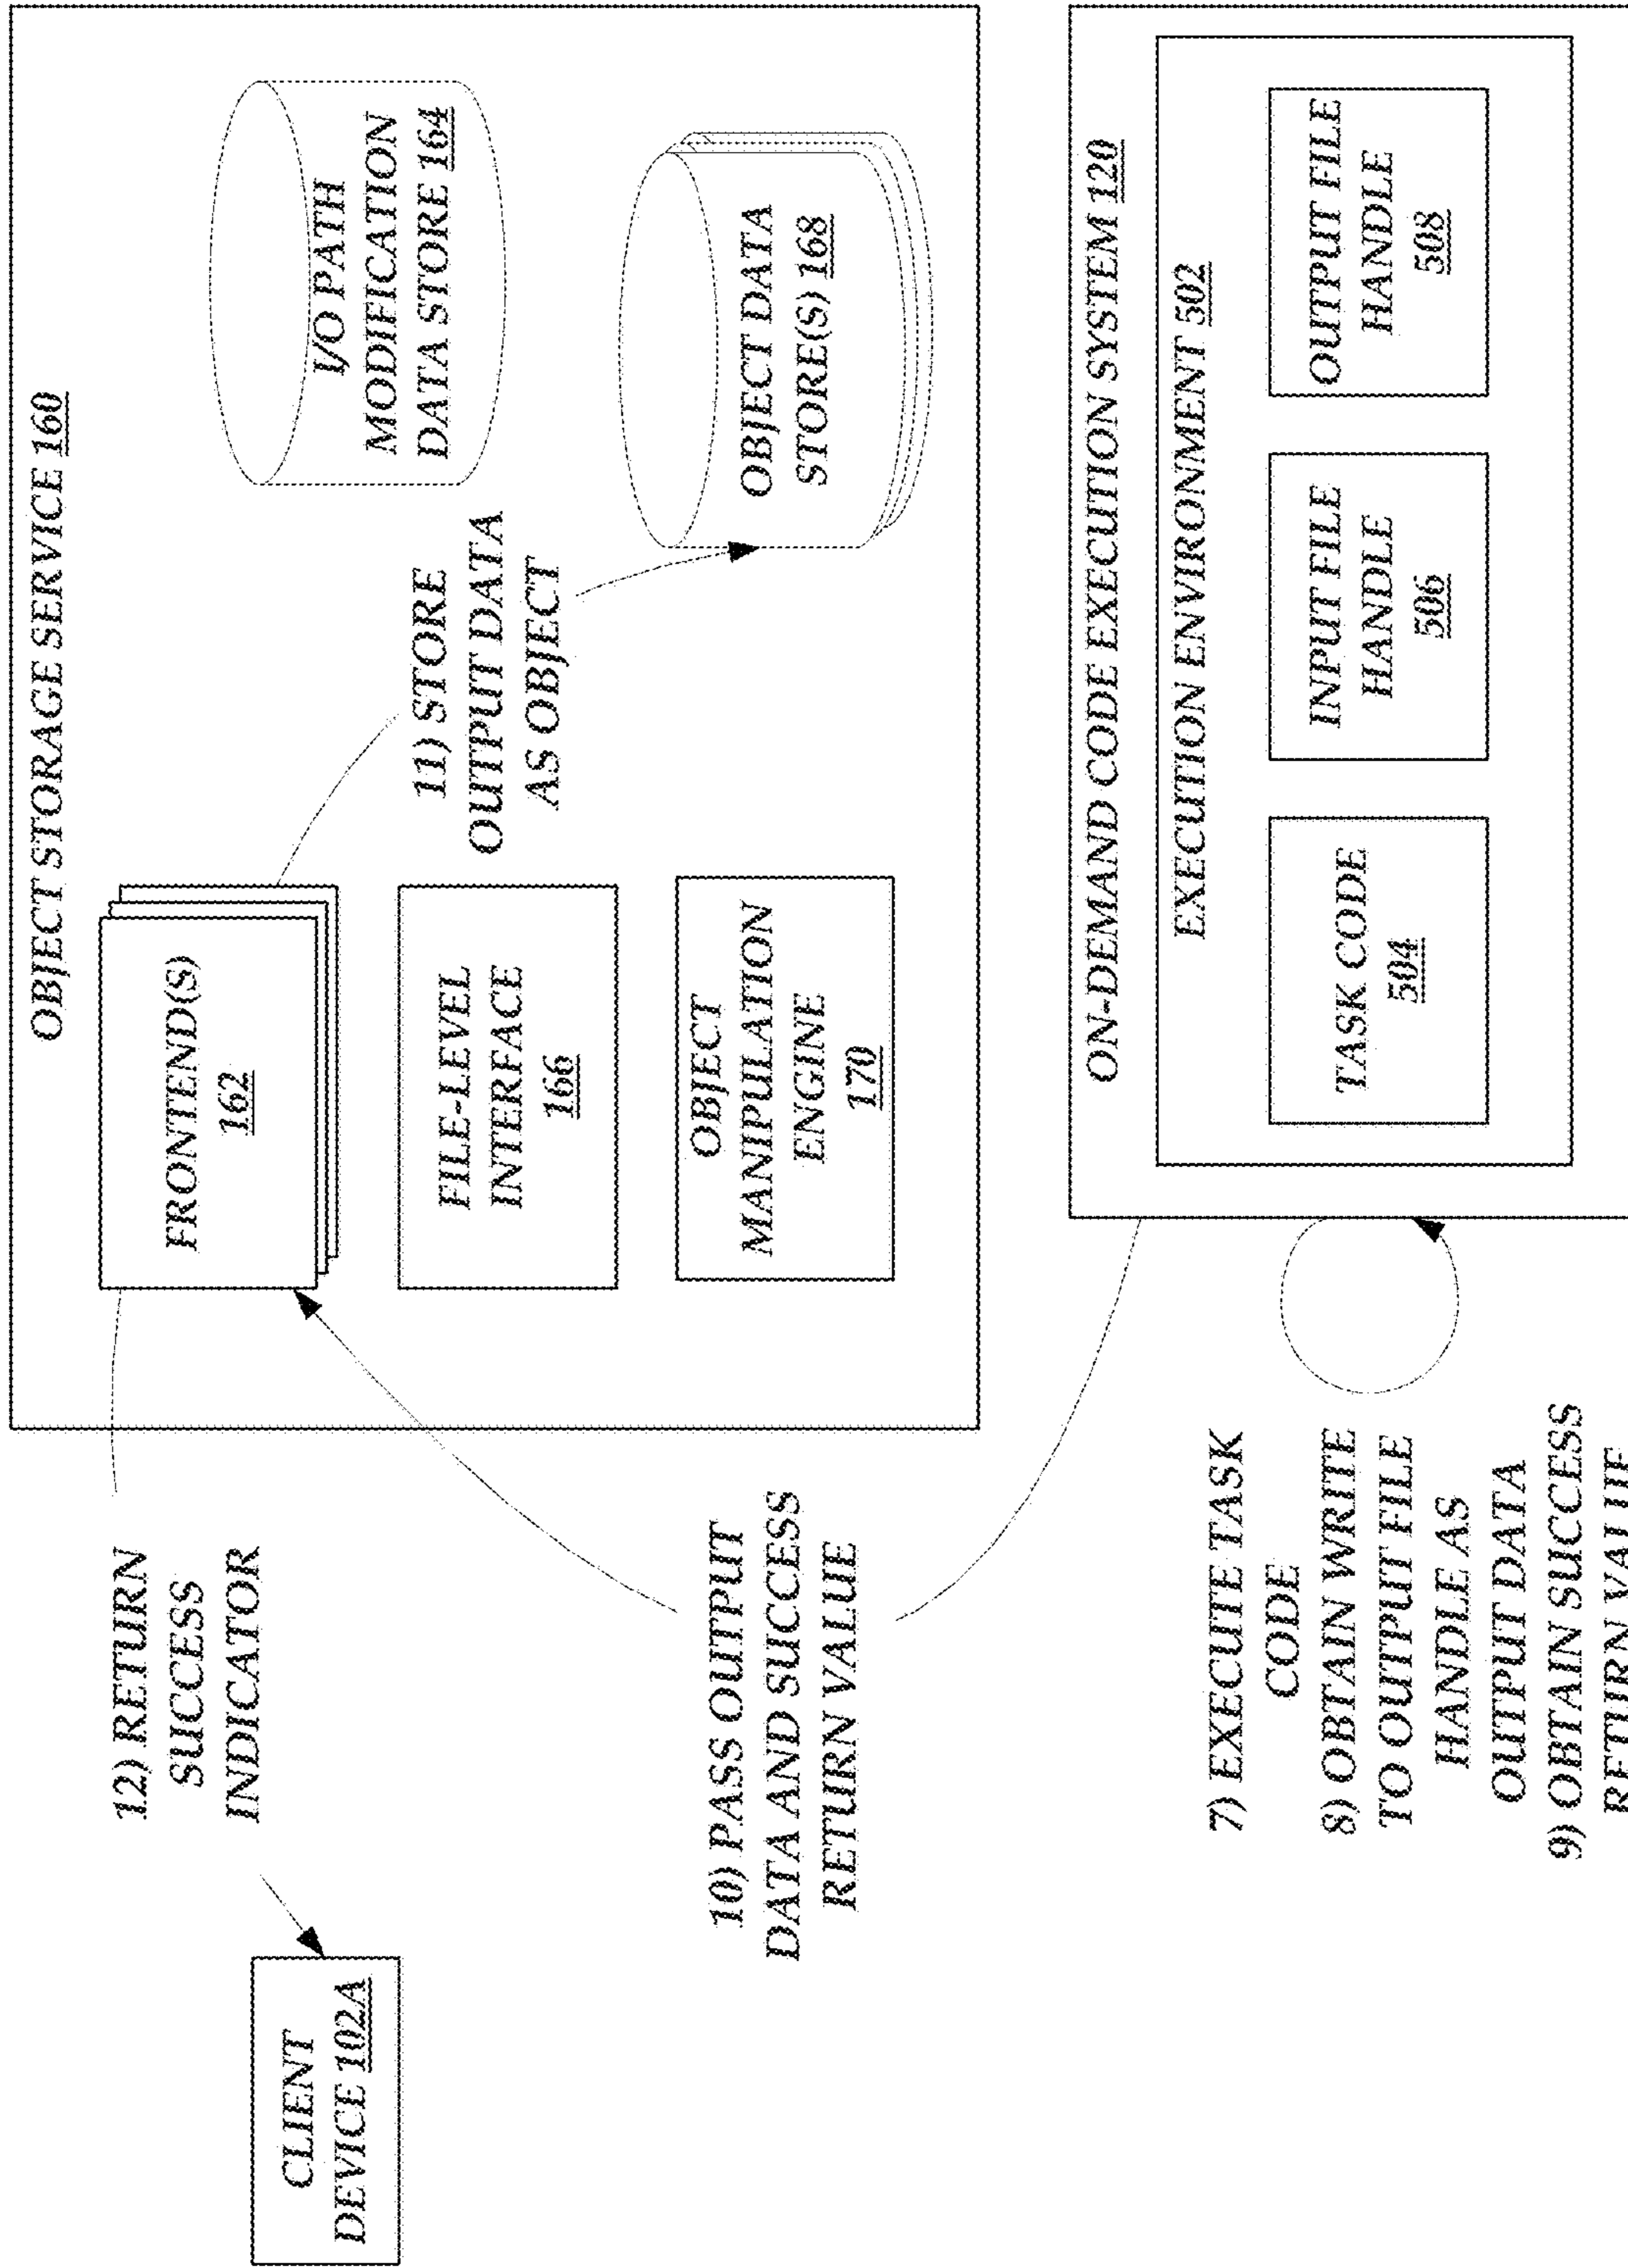 OBJECT STORAGE SERVICE 160
FRONTEND(S)
162
FILE-LEVEL
INTERFACE
166
OBJECT
MANIPULATION
ENGINE
170
I/O PATH
MODIFICATION
DATA STORE 164
OBJECT DATA
STORE(S) 168
11) STORE
OUTPUT DATA
AS OBJECT
12) RETURN
SUCCESS
INDICATOR
CLIENT
DEVICE 102A
10) PASS OUTPUT
DATA AND SUCCESS
RETURN VALUE
ON-DEMAND CODE EXECUTION SYSTEM 120
EXECUTION ENVIRONMENT 502
TASK CODE
504
INPUT FILE
HANDLE
506
OUTPUT FILE
HANDLE
508
7) EXECUTE TASK
CODE
8) OBTAIN WRITE
TO OUTPUT FILE
HANDLE AS
OUTPUT DATA
9) OBTAIN SUCCESS
RETURN VALUE